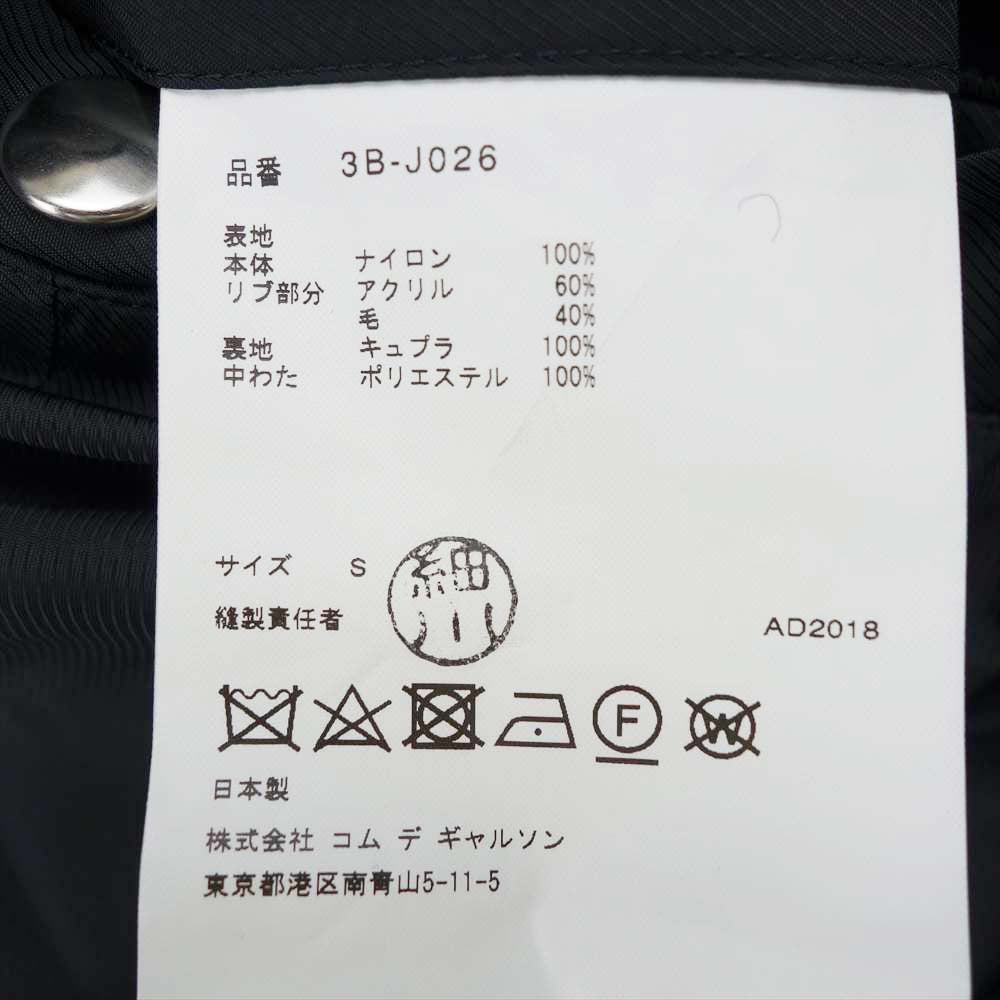 品番 3B-J026
表地
本体 ナイロン 100%
リブ部分 アクリル 60%
毛 40%
裏地 キュプラ 100%
中わた ポリエステル 100%
サイズ S
細川
縫製責任者
AD2018
F W
日本製
株式会社 コム デ ギャルソン
東京都港区南青山5-11-5